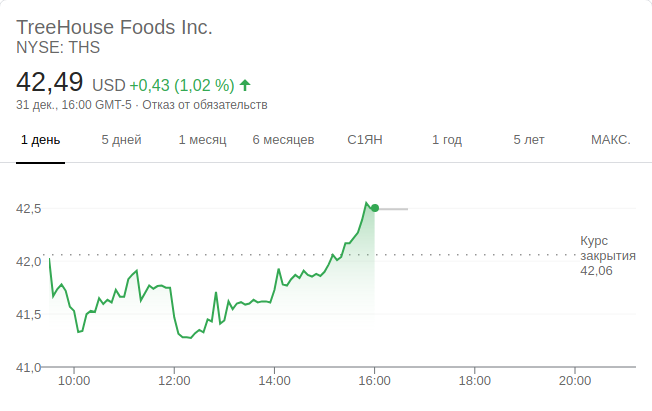 TreeHouse Foods Inc.
NYSE: THS
42,49 USD +0,43 (1,02 %)
31 дек., 16:00 GMT-5 · Отказ от обязательств
1 день 5 дней 1 месяц 6 месяцев С1ЯН 1 год 5 лет МАКС.
42,5
42,0
41,5
41,0
Курс
закрытия
42,06
10:00 12:00 14:00 16:00 18:00 20:00